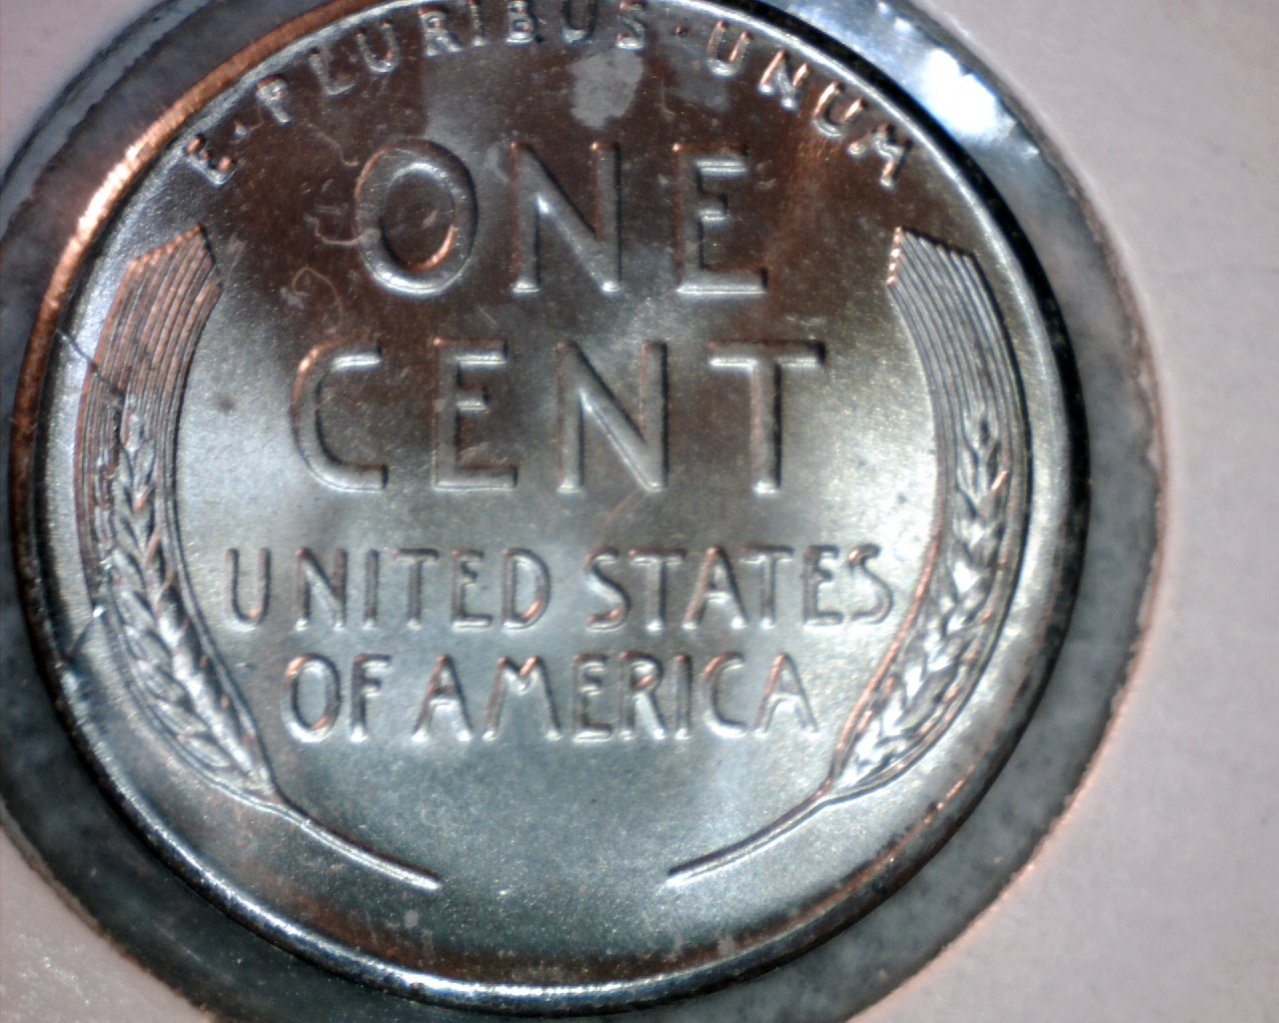 E·PLURIBUS·UNUM
ONE
CENT
UNITED STATES
OF AMERICA